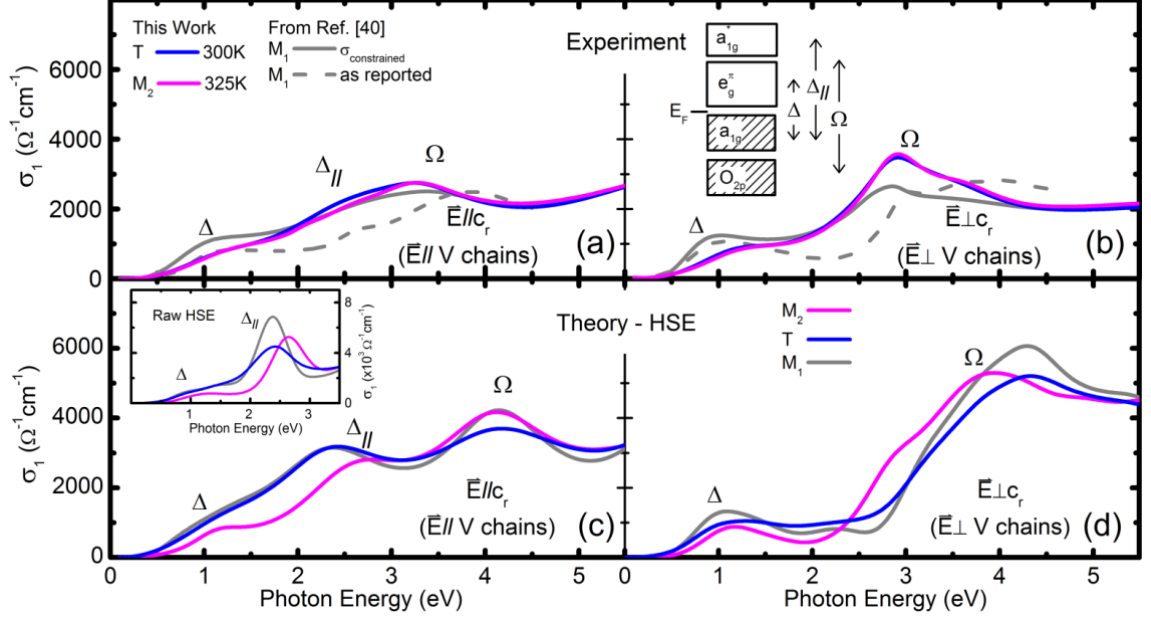 This Work
T 300K
M2 325K
From Ref. [40]
M1 σconstrained
M1 as reported
Experiment
a*1g
egπ
EF
a1g
O2p
Δ
Δ//
Ω
σ1 (Ω-1cm-1)
6000
4000
2000
0
Δ
Δ//
Ω
E//cr
(E// V chains)
(a)
Δ
Ω
E⊥cr
(E⊥ V chains)
(b)
Theory - HSE
M2
T
M1
Raw HSE
Δ
Δ//
8
4
0
σ1 (x10³ Ω-1cm-1)
1 2 3
Photon Energy (eV)
σ1 (Ω-1cm-1)
6000
4000
2000
0
Δ
Δ//
Ω
E//cr
(E// V chains)
(c)
Δ
Ω
E⊥cr
(E⊥ V chains)
(d)
0 1 2 3 4 5 0 1 2 3 4 5
Photon Energy (eV)
Photon Energy (eV)